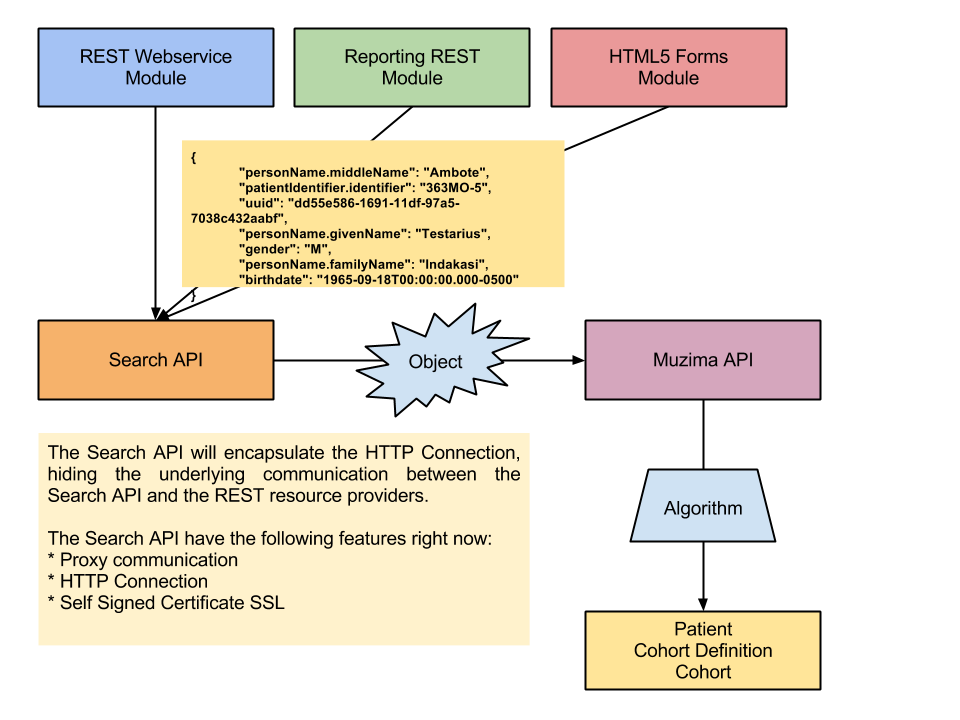 REST Webservice
Module
Reporting REST
Module
HTML5 Forms
Module
{
"personName.middleName": "Ambote",
"patientIdentifier.identifier": "363MO-5",
"uuid": "dd55e586-1691-11df-97a5-
7038c432aabf",
"personName.givenName": "Testarius",
"gender": "M",
"personName.familyName": "Indakasi",
"birthdate": "1965-09-18T00:00:00.000-0500"
}
Search API
Object
Muzima API
The Search API will encapsulate the HTTP Connection,
hiding the underlying communication between the
Search API and the REST resource providers.
The Search API have the following features right now:
* Proxy communication
* HTTP Connection
* Self Signed Certificate SSL
Algorithm
Patient
Cohort Definition
Cohort